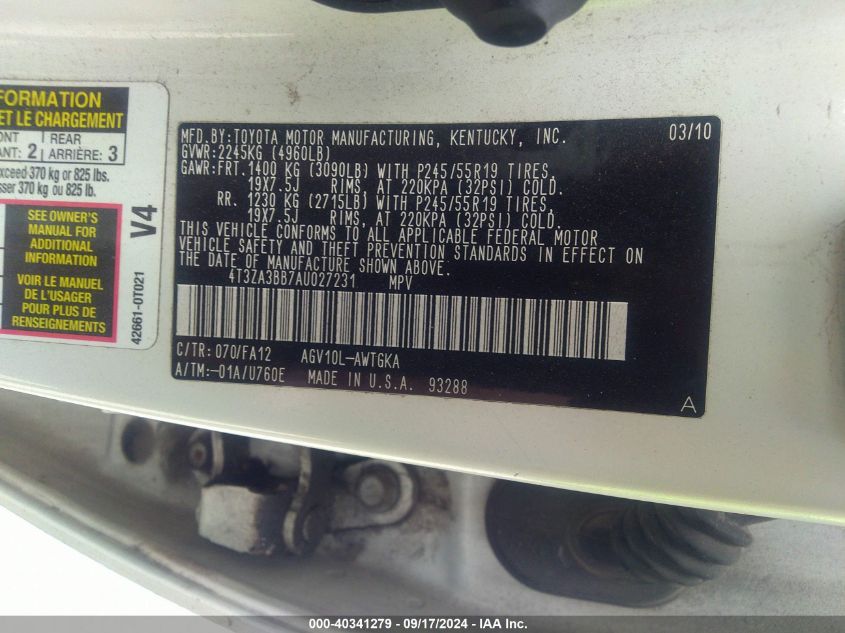 FORMATION
ET LE CHARGEMENT
ONT REAR
ANT: 2 ARRIÈRE: 3
exceed 370 kg or 825 lbs.
sser 370 kg ou 825 lb.
SEE OWNER'S
MANUAL FOR
ADDITIONAL
INFORMATION
VOIR LE MANUEL
DE L'USAGER
POUR PLUS DE
RENSEIGNEMENTS
V4
42661-0T021
MFD.BY:TOYOTA MOTOR MANUFACTURING, KENTUCKY, INC. 03/10
GVWR:2245KG (4960LB)
GAWR:FRT.1400 KG (3090LB) WITH P245/55R19 TIRES,
19X7.5J RIMS, AT 220KPA (32PSI) COLD.
RR. 1230 KG (2715LB) WITH P245/55R19 TIRES,
19X7.5J RIMS, AT 220KPA (32PSI) COLD.
THIS VEHICLE CONFORMS TO ALL APPLICABLE FEDERAL MOTOR
VEHICLE SAFETY AND THEFT PREVENTION STANDARDS IN EFFECT ON
THE DATE OF MANUFACTURE SHOWN ABOVE.
4T3ZA3BB7AU027231 MPV
C/TR: 070/FA12 AGV10L-AWTGKA
A/TM:-01A/U760E MADE IN U.S.A. 93288
A
000-40341279 - 09/17/2024 - IAA Inc.